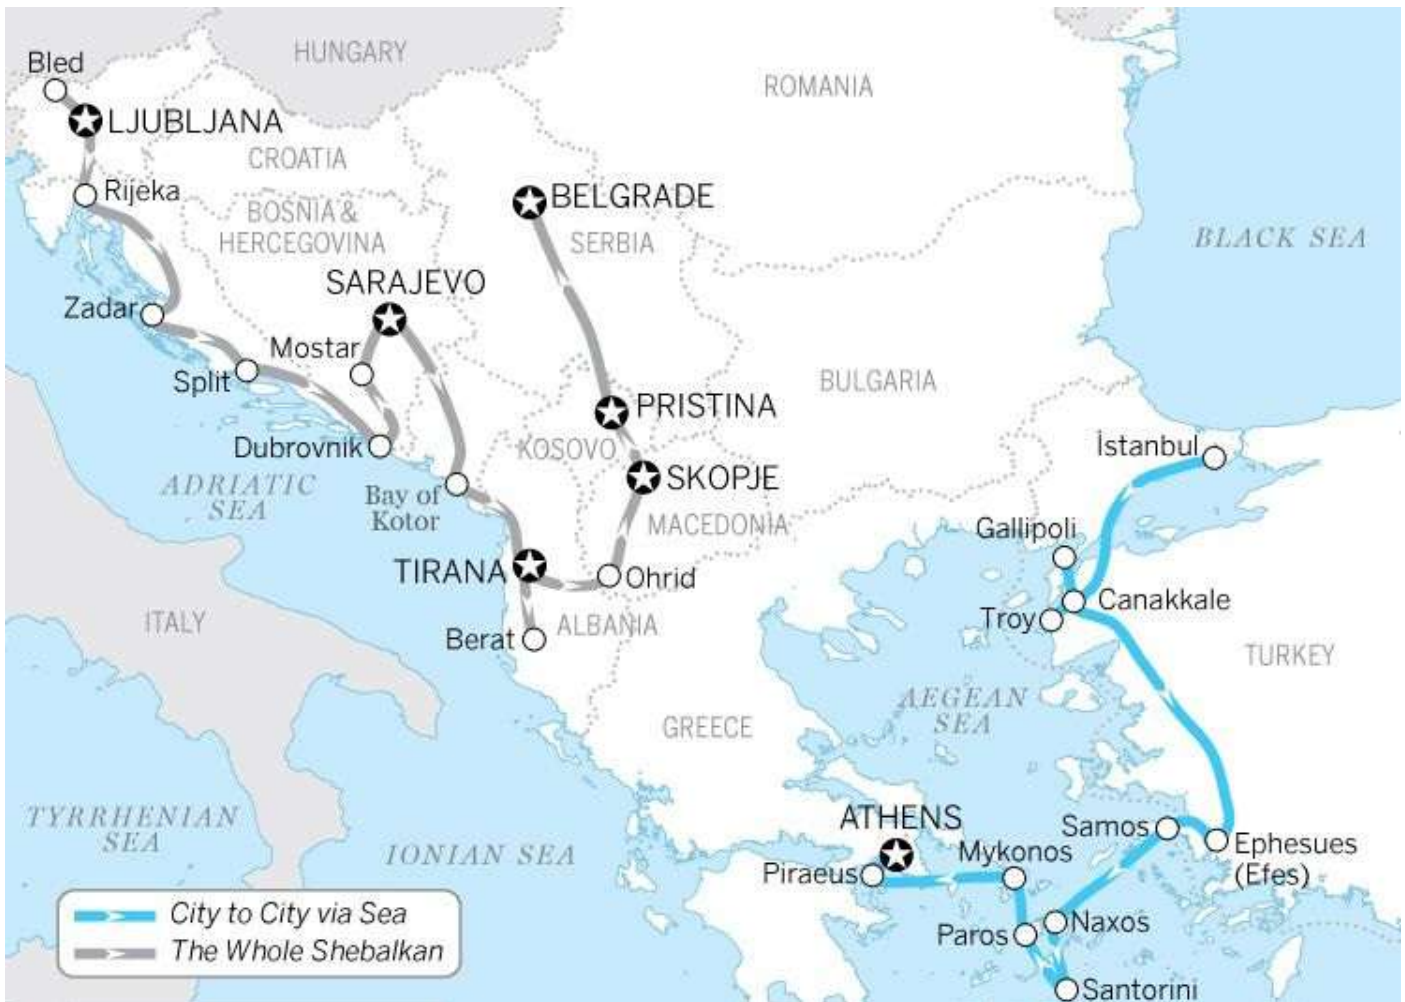 HUNGARY
Bled
ROMANIA
LJUBLJANA
CROATIA
Rijeka
BELGRADE
BOSNIA &
HERCEGOVINA
SERBIA
BLACK SEA
SARAJEVO
Zadar
Mostar
Split
BULGARIA
PRISTINA
Dubrovnik
KOSOVO
İstanbul
ADRIATIC
SEA
Bay of
Kotor
SKOPJE
MACEDONIA
Gallipoli
TIRANA
Ohrid
Canakkale
ITALY
Troy
Berat
ALBANIA
TURKEY
AEGEAN
SEA
GREECE
TYRRHENIAN
SEA
ATHENS
Samos
Ephesues
(Efes)
IONIAN SEA
Mykonos
Piraeus
City to City via Sea
Naxos
Paros
The Whole Shebalkan
Santorini